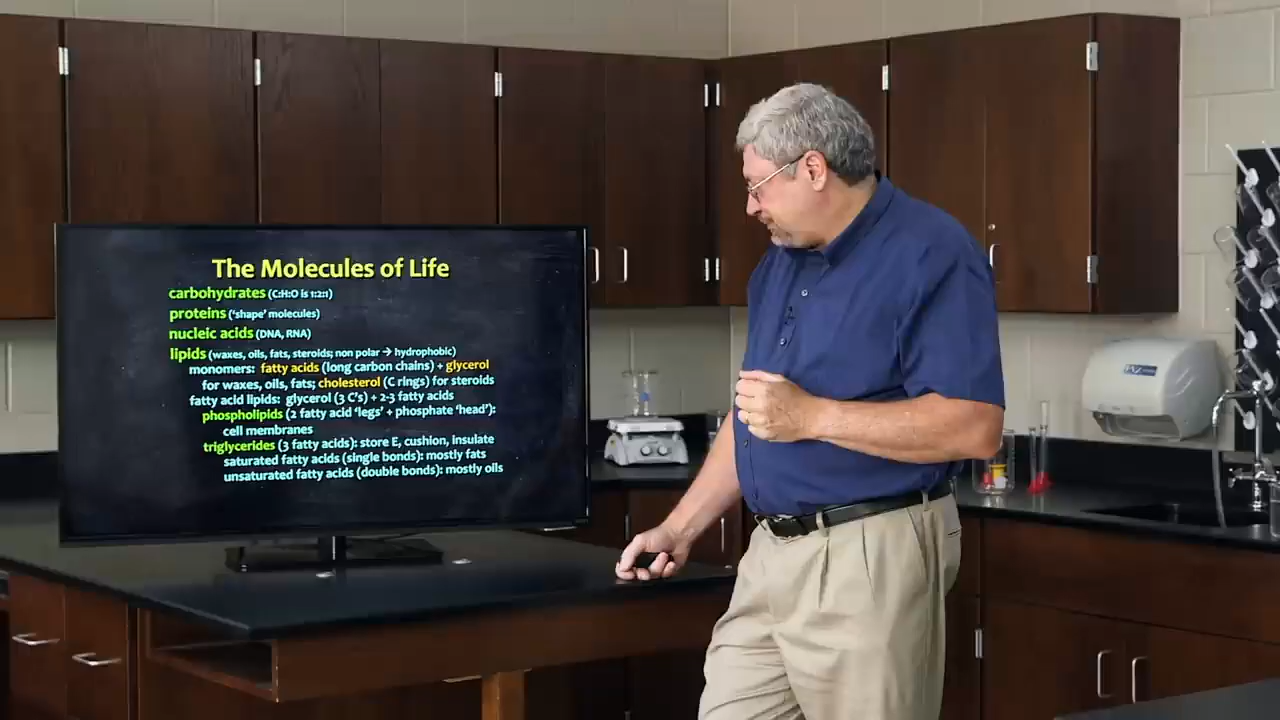 The Molecules of Life
carbohydrates (C:H:O is 1:2:1)
proteins ('shape' molecules)
nucleic acids (DNA, RNA)
lipids (waxes, oils, fats, steroids; non polar → hydrophobic)
monomers: fatty acids (long carbon chains) + glycerol
for waxes, oils, fats; cholesterol (C rings) for steroids
fatty acid lipids: glycerol (3 C's) + 2-3 fatty acids
phospholipids (2 fatty acid 'legs' + phosphate 'head'):
cell membranes
triglycerides (3 fatty acids): store E, cushion, insulate
saturated fatty acids (single bonds): mostly fats
unsaturated fatty acids (double bonds): mostly oils